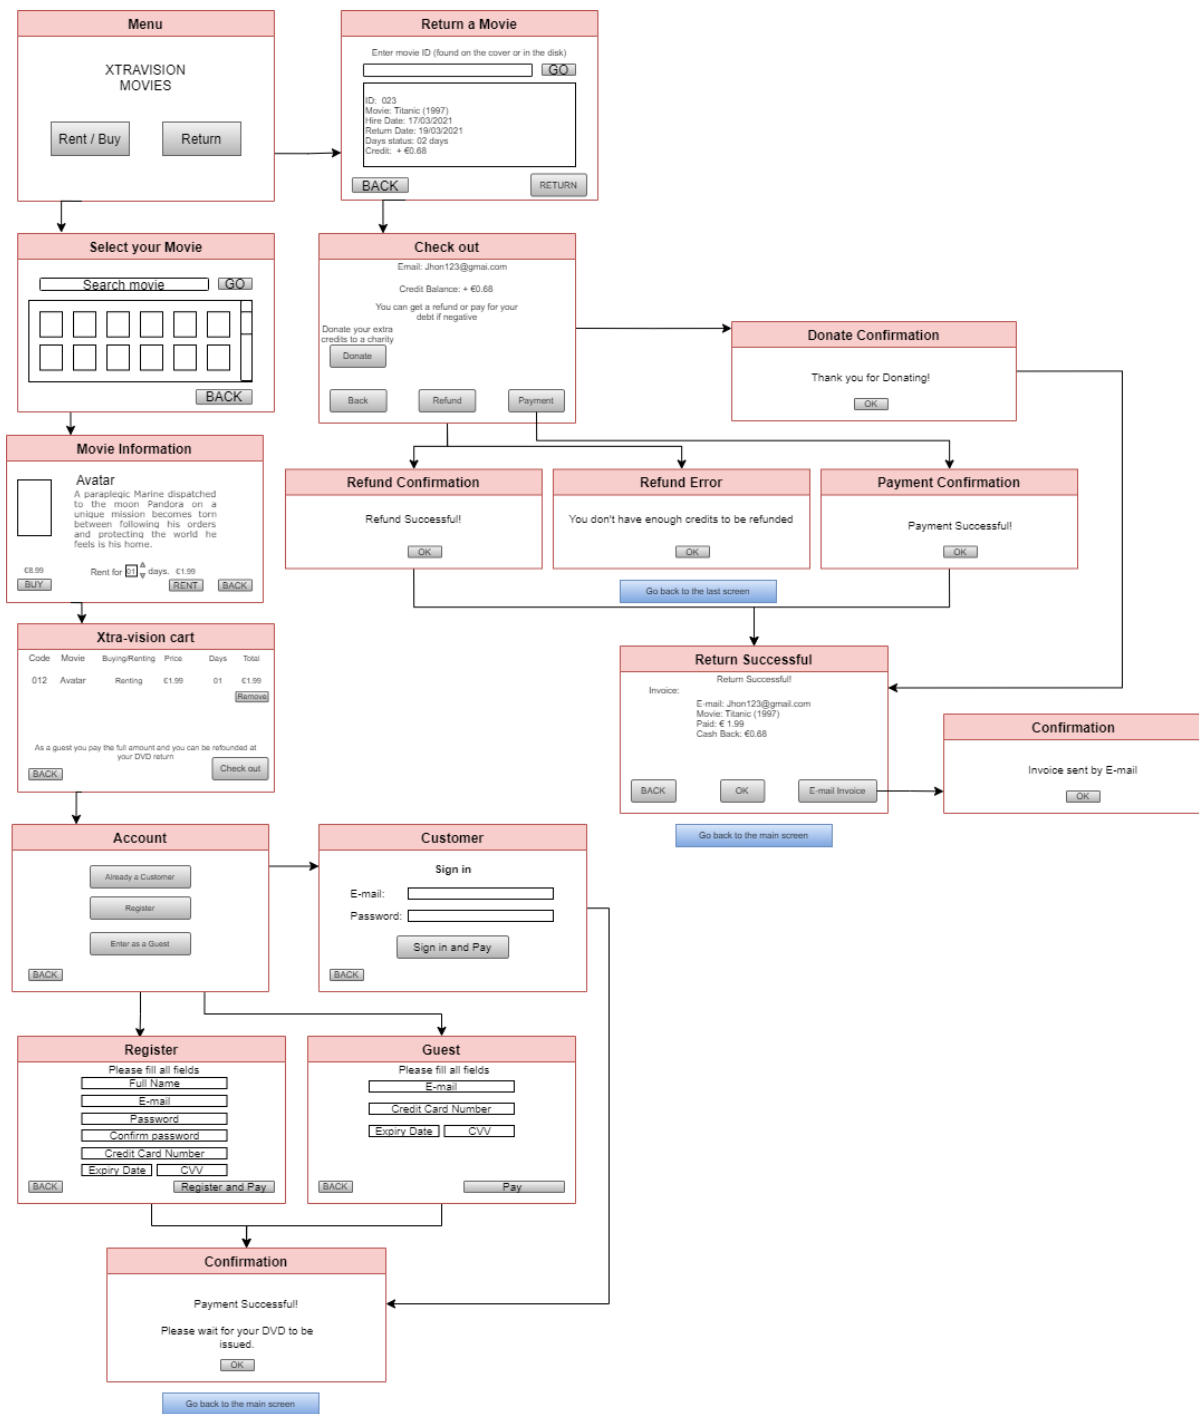 Menu
XTRAVISION
MOVIES
Rent / Buy
Return
Return a Movie
Enter movie ID (found on the cover or in the disk)
GO
ID: 023
Movie: Titanic (1997)
Hire Date: 17/03/2021
Return Date: 19/03/2021
Days status: 02 days
Credit: + €0.68
BACK
RETURN
Select your Movie
Search movie
GO
BACK
Check out
Email: Jhon123@gmai.com
Credit Balance: + €0.68
You can get a refund or pay for your
debt if negative
Donate your extra
credits to a charity
Donate
Back
Refund
Payment
Donate Confirmation
Thank you for Donating!
OK
Movie Information
Avatar
A paraplegic Marine dispatched
to the moon Pandora on a
unique mission becomes torn
between following his orders
and protecting the world he
feels is his home.
€8.99
BUY
Rent for 01 days. €1.99
RENT
BACK
Refund Confirmation
Refund Successful!
OK
Refund Error
You don't have enough credits to be refunded
OK
Go back to the last screen
Payment Confirmation
Payment Successful!
OK
Xtra-vision cart
Code Movie Buying/Renting Price Days Total
012 Avatar Renting €1.99 01 €1.99
Remove
As a guest you pay the full amount and you can be refounded at
your DVD return
BACK
Check out
Return Successful
Return Successful!
Invoice:
E-mail: Jhon123@gmail.com
Movie: Titanic (1997)
Paid: € 1.99
Cash Back: €0.68
BACK
OK
E-mail Invoice
Go back to the main screen
Confirmation
Invoice sent by E-mail
OK
Account
Already a Customer
Register
Enter as a Guest
BACK
Customer
Sign in
E-mail:
Password:
Sign in and Pay
BACK
Register
Please fill all fields
Full Name
E-mail
Password
Confirm password
Credit Card Number
Expiry Date CVV
BACK
Register and Pay
Guest
Please fill all fields
E-mail
Credit Card Number
Expiry Date CVV
BACK
Pay
Confirmation
Payment Successful!
Please wait for your DVD to be
issued.
OK
Go back to the main screen